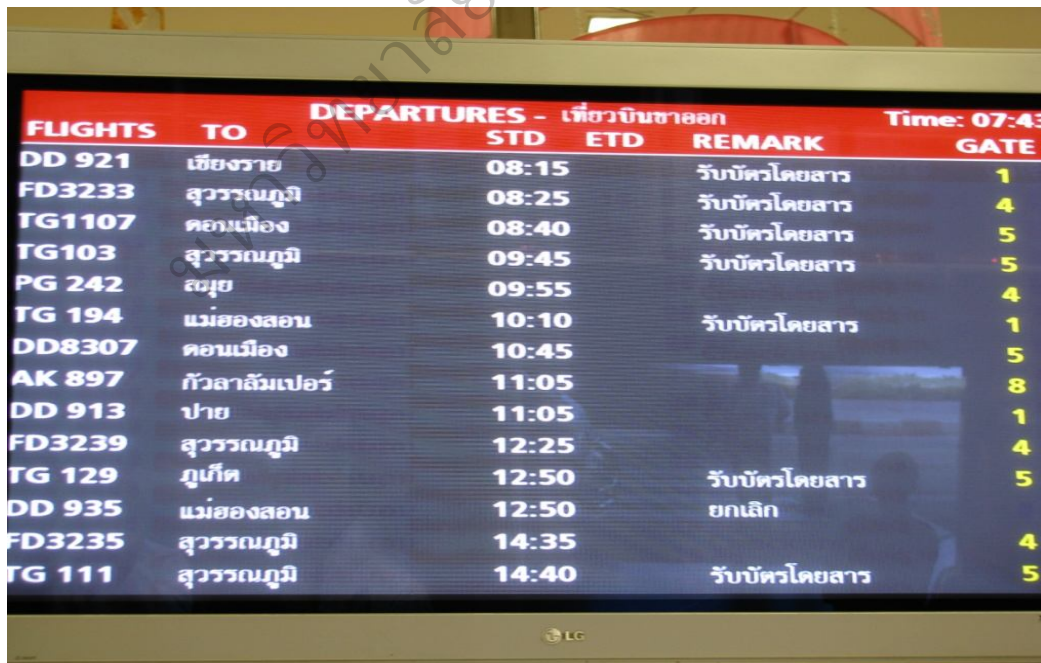 DEPARTURES - เที่ยวบินขาออก Time: 07:43
FLIGHTS TO STD ETD REMARK GATE
DD 921 เชียงราย 08:15 รับบัตรโดยสาร 1
FD3233 สุวรรณภูมิ 08:25 รับบัตรโดยสาร 4
TG1107 ดอนเมือง 08:40 รับบัตรโดยสาร 5
TG103 สุวรรณภูมิ 09:45 รับบัตรโดยสาร 5
PG 242 สมุย 09:55 4
TG 194 แม่ฮองสอน 10:10 รับบัตรโดยสาร 1
DD8307 ดอนเมือง 10:45 5
AK 897 กัวลาลัมเปอร์ 11:05 8
DD 913 ปาย 11:05 1
FD3239 สุวรรณภูมิ 12:25 4
TG 129 ภูเก็ต 12:50 รับบัตรโดยสาร 5
DD 935 แม่ฮองสอน 12:50 ยกเลิก
FD3235 สุวรรณภูมิ 14:35 4
TG 111 สุวรรณภูมิ 14:40 รับบัตรโดยสาร 5
LG